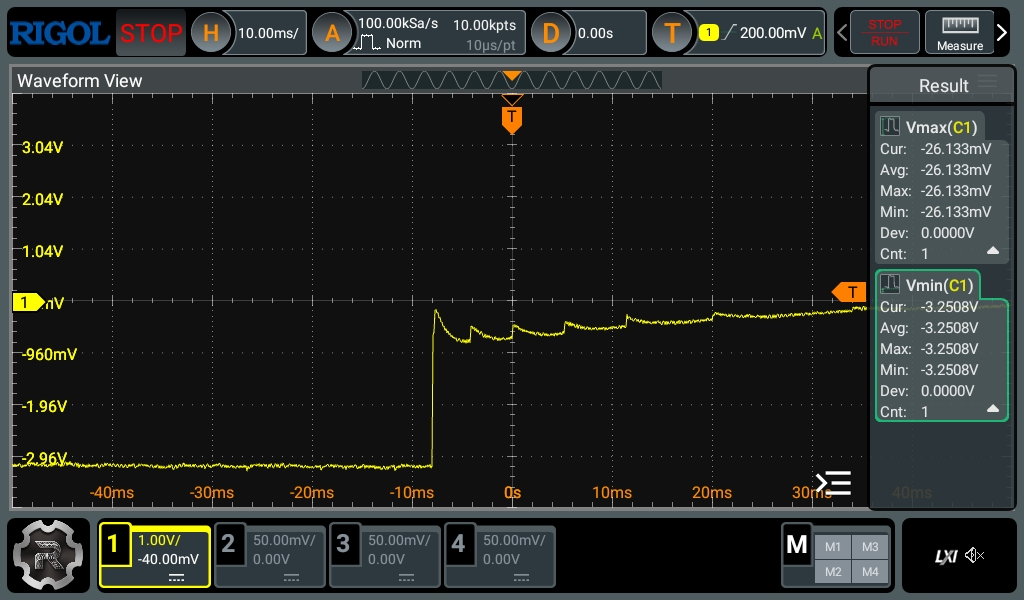 RIGOL STOP H 10.00ms/ A 100.00kSa/s 10.00kpts D 0.00s T 1 200.00mV A STOP
Norm 10µs/pt RUN Measure
Waveform View
Result
T
3.04V
2.04V
1.04V
1 mV
-960mV
-1.96V
-2.96V
T
-40ms -30ms -20ms -10ms 0s 10ms 20ms 30ms 40ms
Vmax(C1)
Cur: -26.133mV
Avg: -26.133mV
Max: -26.133mV
Min: -26.133mV
Dev: 0.0000V
Cnt: 1
Vmin(C1)
Cur: -3.2508V
Avg: -3.2508V
Max: -3.2508V
Min: -3.2508V
Dev: 0.0000V
Cnt: 1
R
1 1.00V/
-40.00mV
2 50.00mV/
0.00V
3 50.00mV/
0.00V
4 50.00mV/
0.00V
M M1 M3
M2 M4
LXI